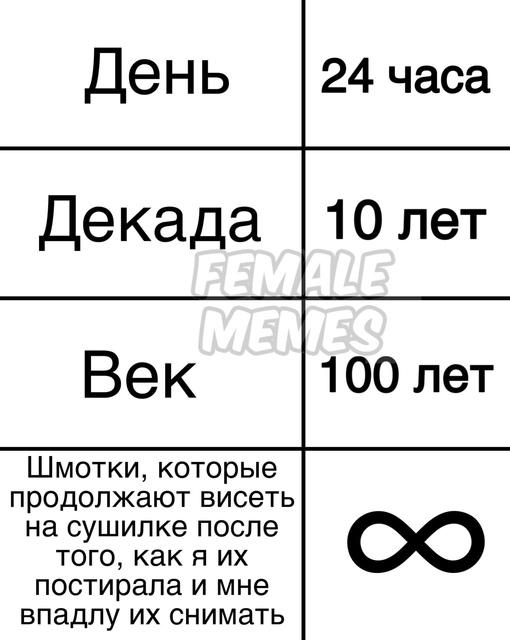 День
24 часа
Декада
10 лет
FEMALE
MEMES
Век
100 лет
Шмотки, которые
продолжают висеть
на сушилке после
того, как я их
постирала и мне
впадлу их снимать
∞